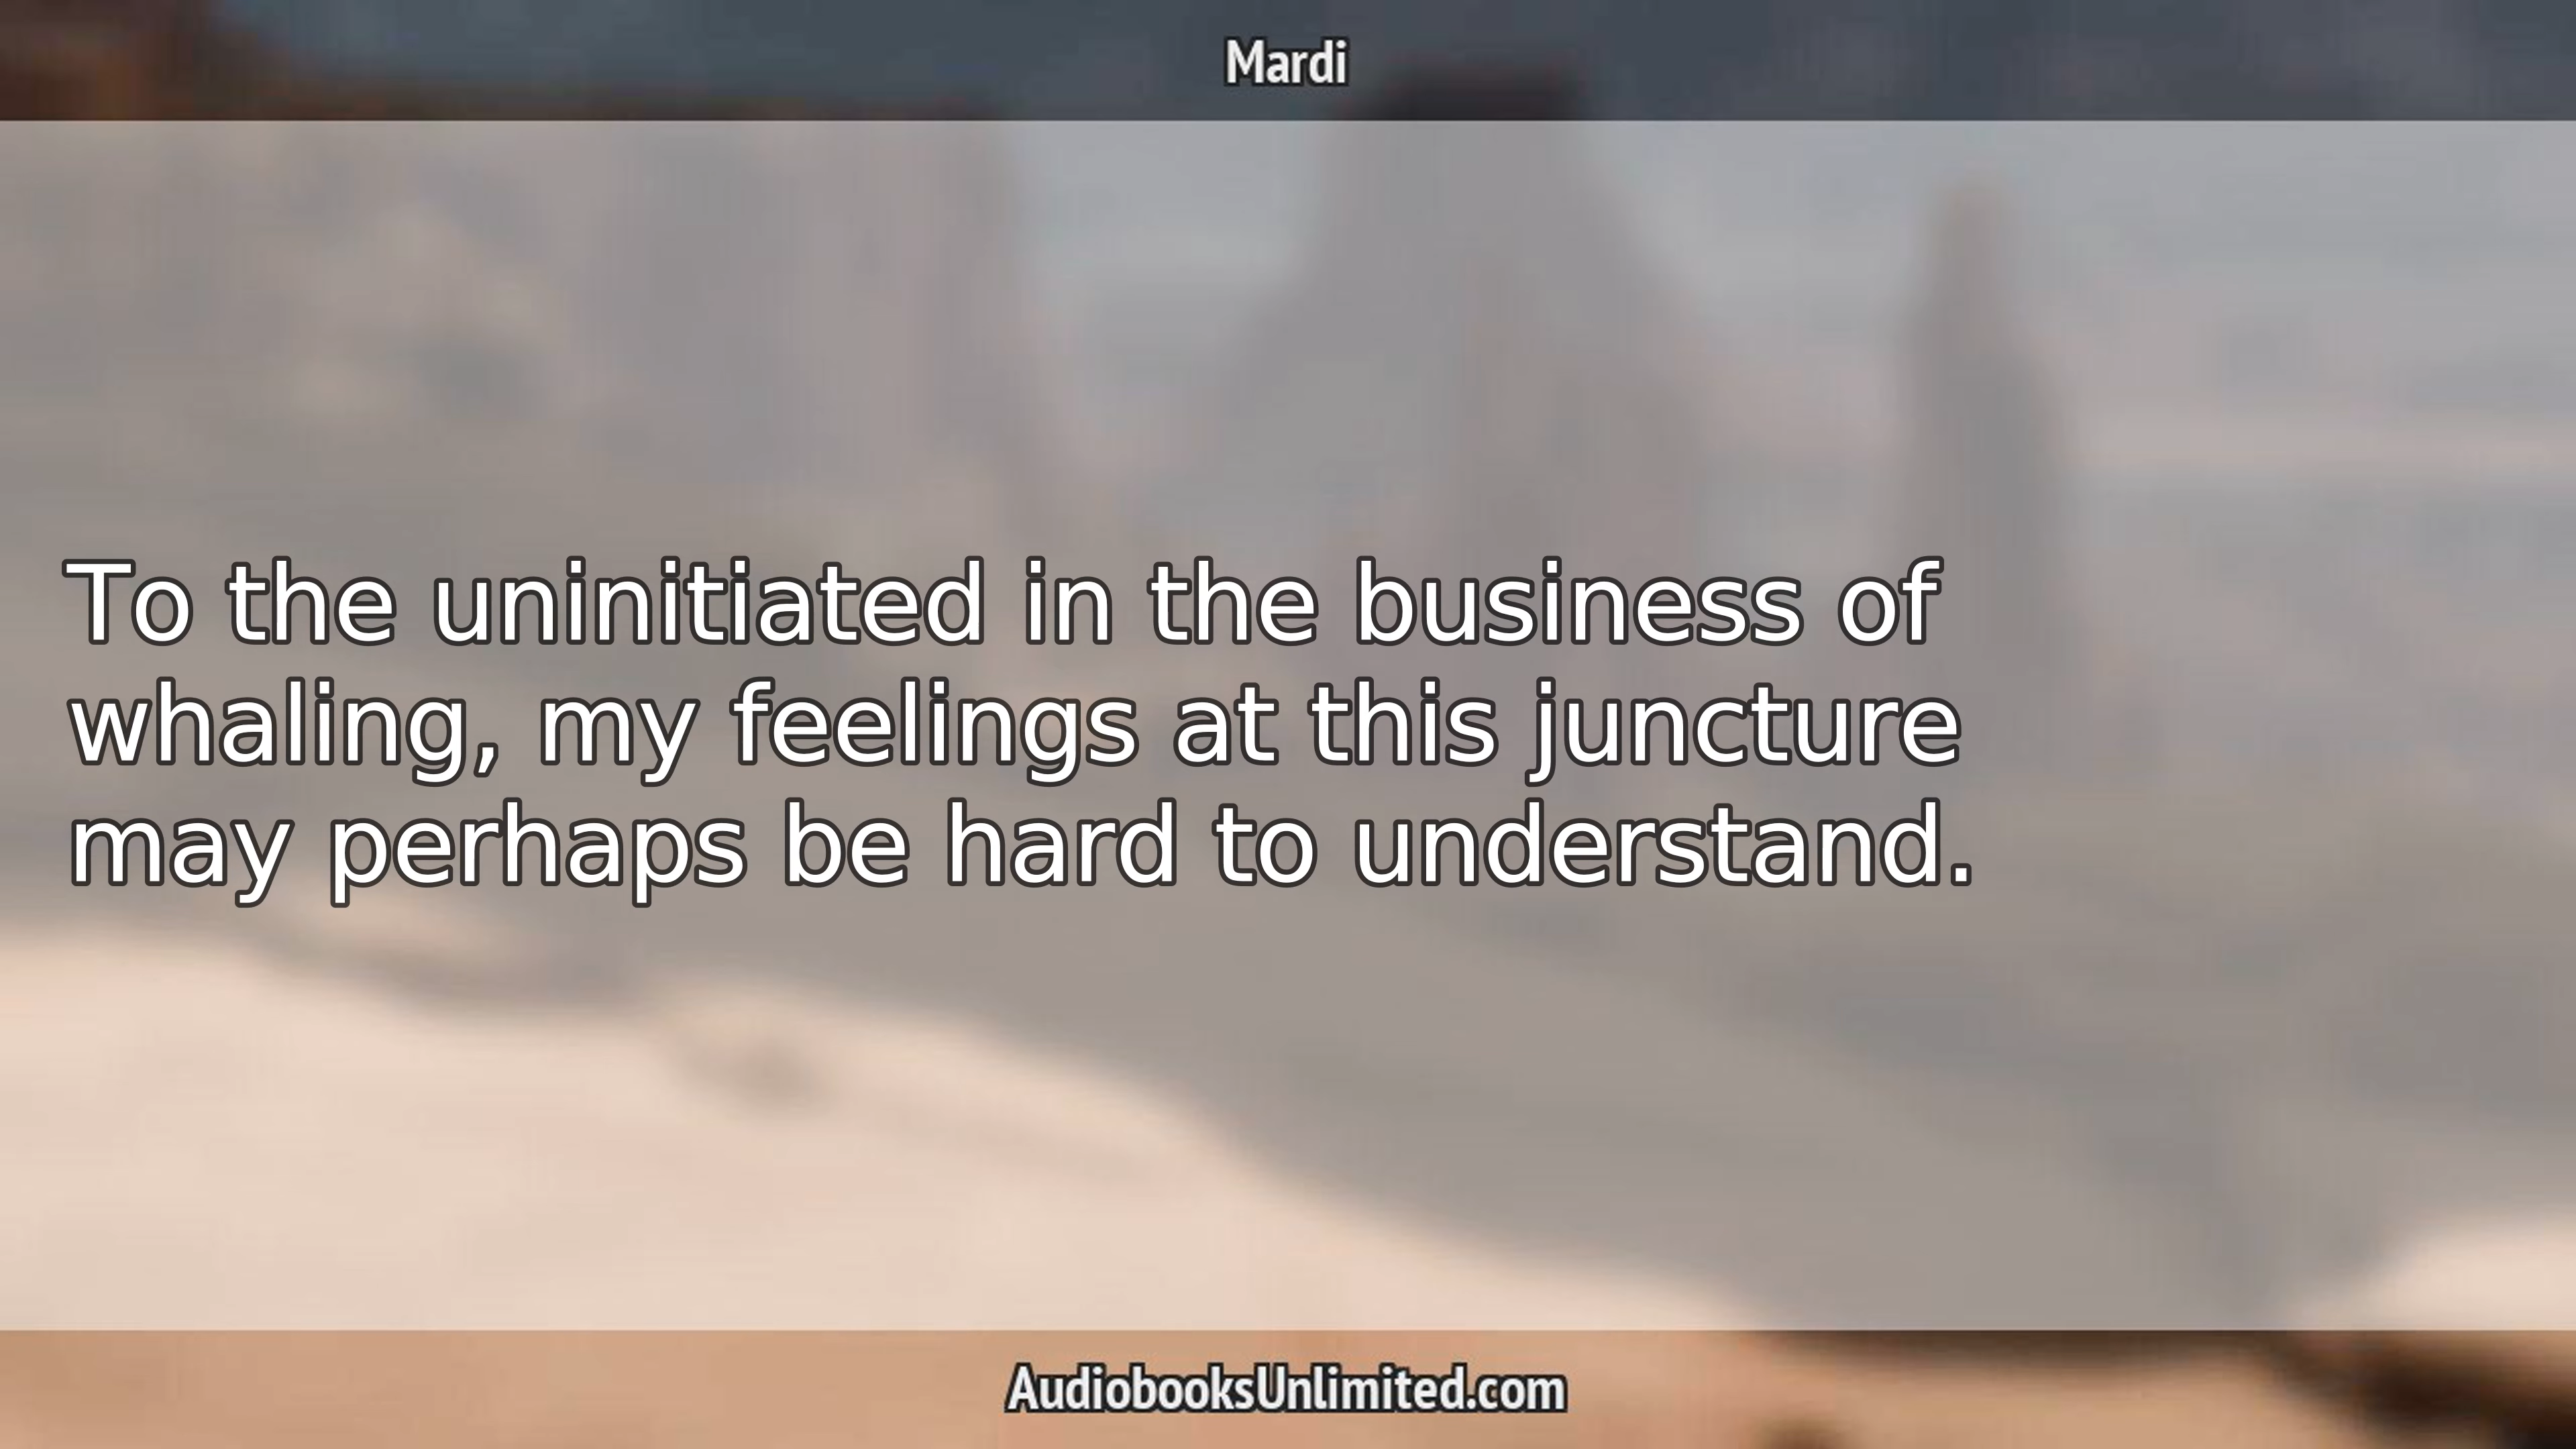 Mardi
To the uninitiated in the business of
whaling, my feelings at this juncture
may perhaps be hard to understand.
AudiobooksUnlimited.com